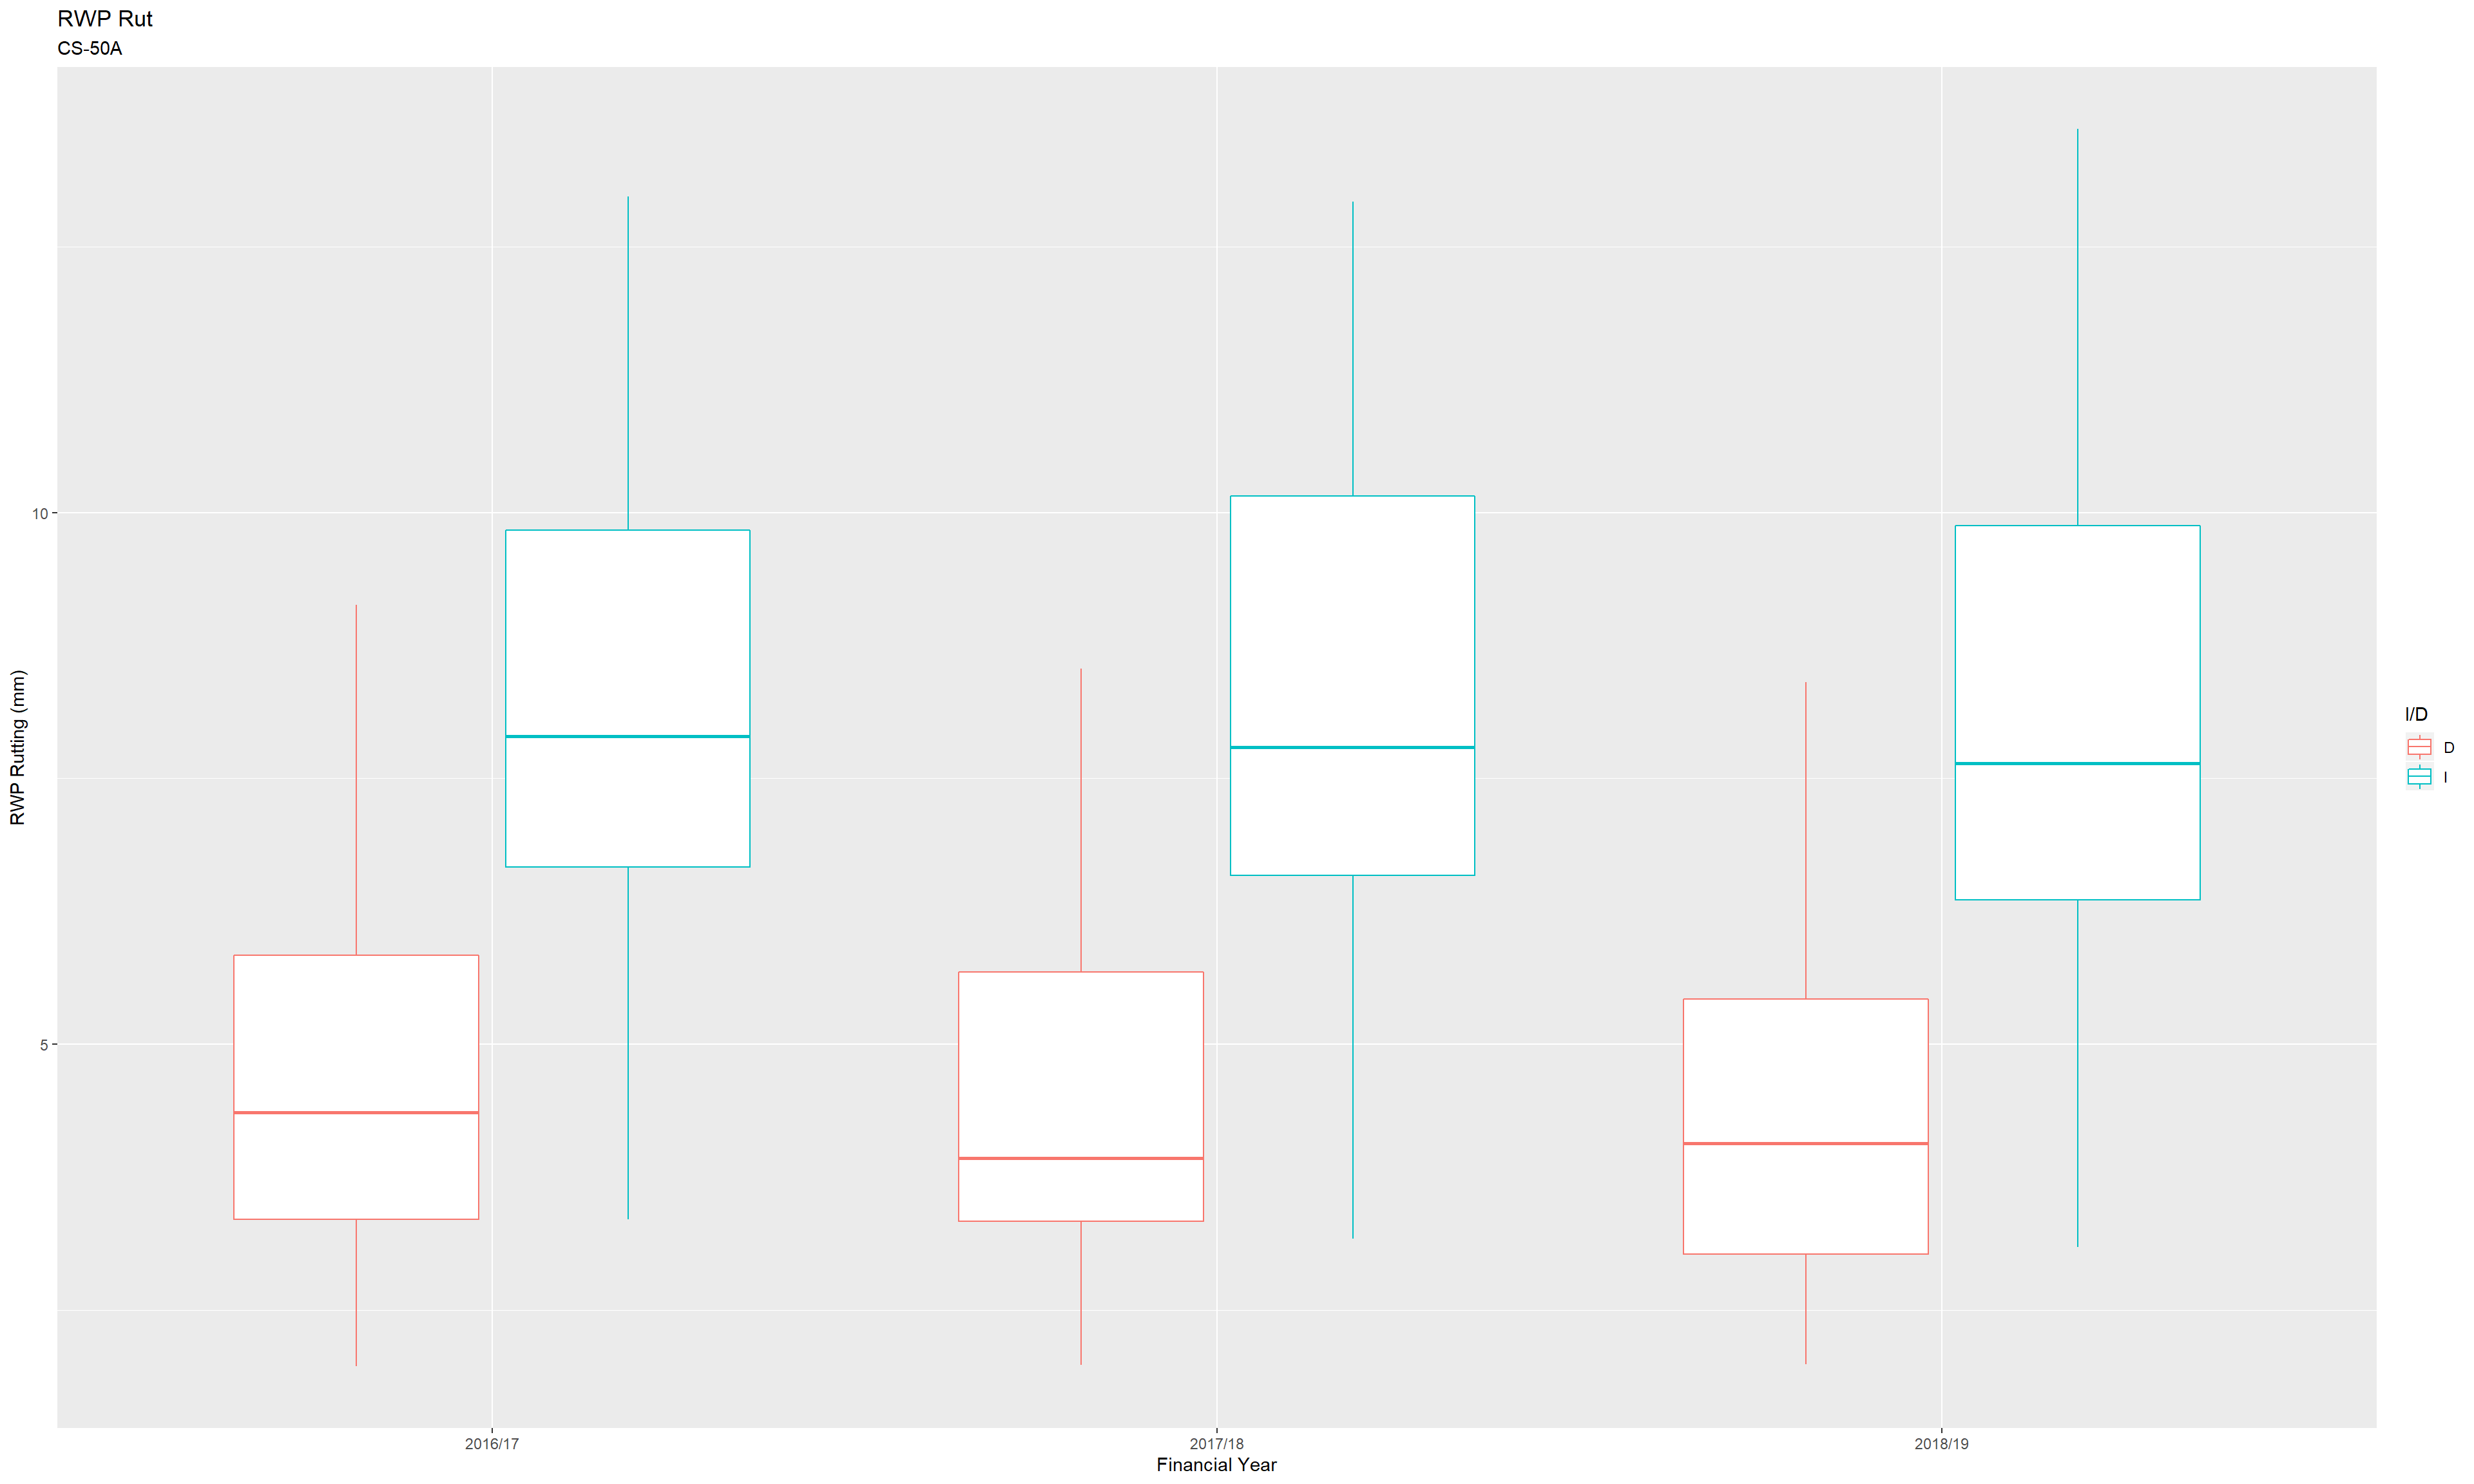 RWP Rut
CS-50A
RWP Rutting (mm)
10
5
2016/17
2017/18
2018/19
Financial Year
I/D
D
I